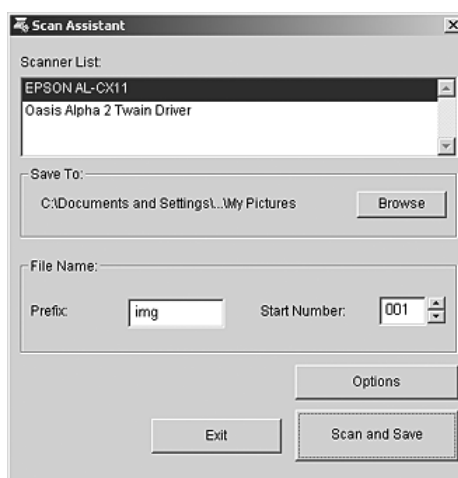 Scan Assistant
Scanner List:
EPSON AL-CX11
Oasis Alpha 2 Twain Driver
Save To:
C:\Documents and Settings\...\My Pictures Browse
File Name:
Prefix: img Start Number: 001
Options
Exit Scan and Save